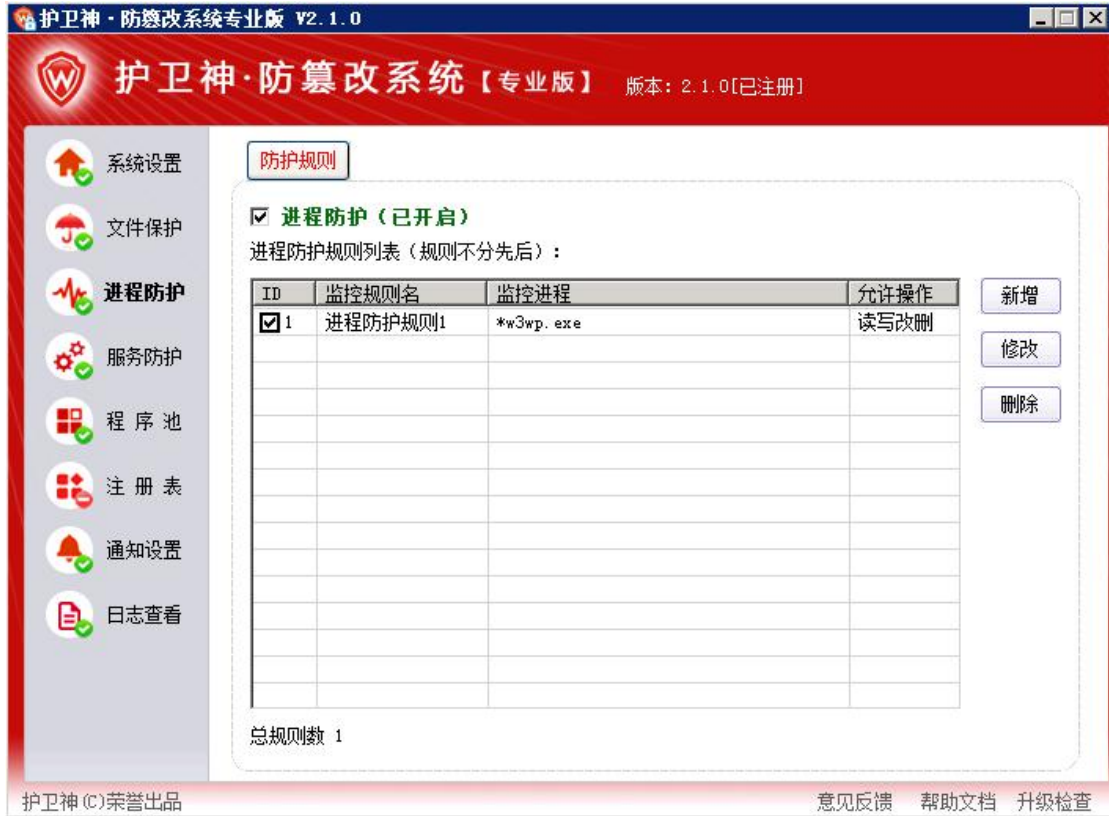 护卫神·防篡改系统专业版 V2.1.0
护卫神·防篡改系统【专业版】 版本: 2.1.0[已注册]
系统设置
文件保护
进程防护
服务防护
程序池
注册表
通知设置
日志查看
防护规则
进程防护（已开启）
进程防护规则列表（规则不分先后）:
ID 监控规则名 监控进程 允许操作
1 进程防护规则1 *w3wp.exe 读写改删
新增
修改
删除
总规则数 1
护卫神(C)荣誉出品
意见反馈 帮助文档 升级检查